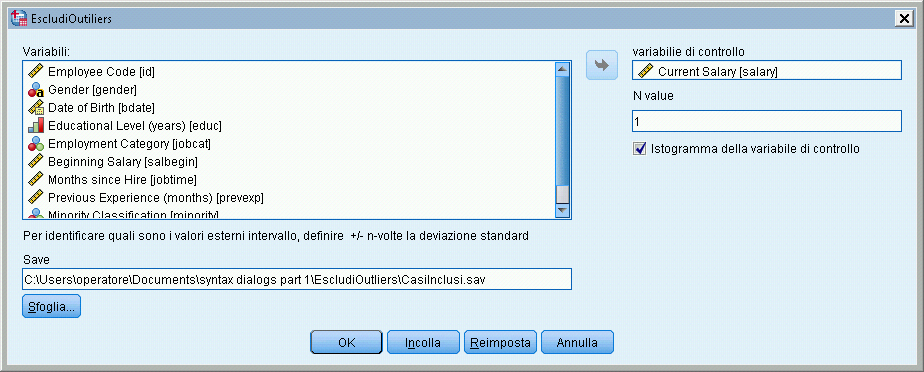 EscludiOutiliers
Variabili:
Employee Code [id]
Gender [gender]
Date of Birth [bdate]
Educational Level (years) [educ]
Employment Category [jobcat]
Beginning Salary [salbegin]
Months since Hire [jobtime]
Previous Experience (months) [prevexp]
Minority Classification [minority]
variabilie di controllo
Current Salary [salary]
N value
1
Istogramma della variabile di controllo
Per identificare quali sono i valori esterni intervallo, definire +/- n-volte la deviazione standard
Save
C:\Users\operatore\Documents\syntax dialogs part 1\EscludiOutliers\CasiInclusi.sav
Sfoglia...
OK
Incolla
Reimposta
Annulla